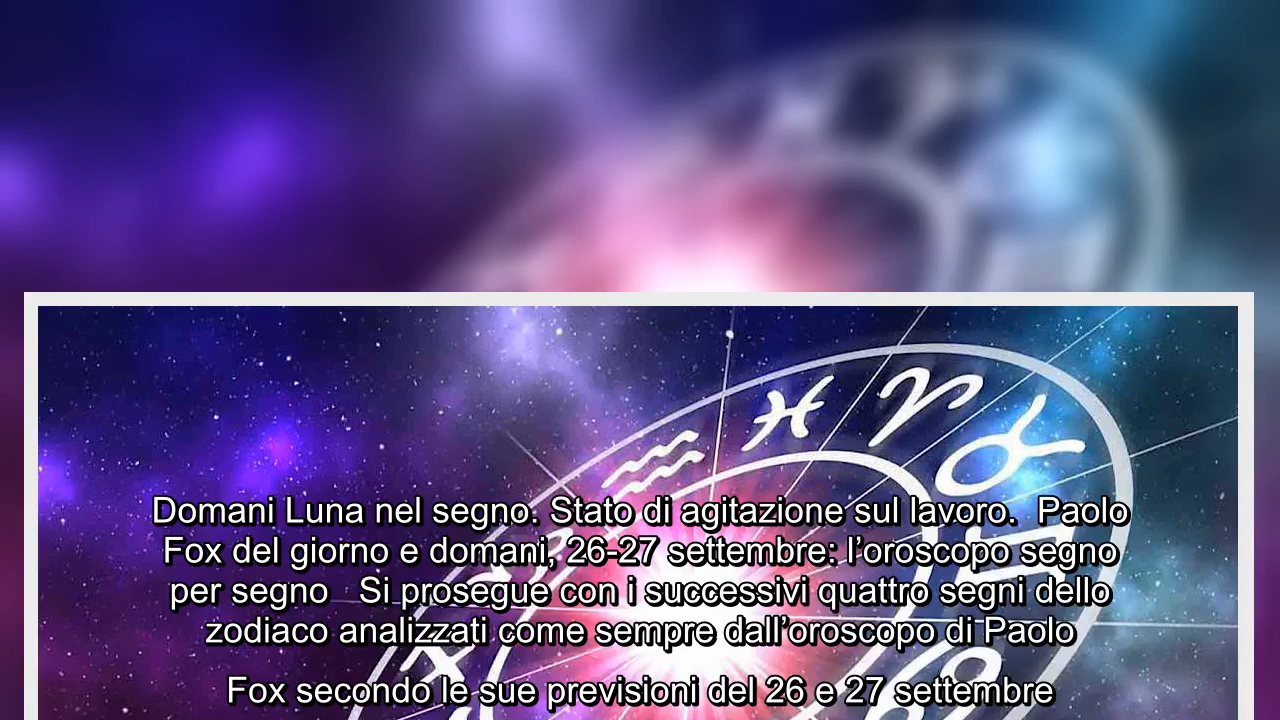 Domani Luna nel segno. Stato di agitazione sul lavoro.  Paolo
Fox del giorno e domani, 26-27 settembre: l’oroscopo segno
per segno   Si prosegue con i successivi quattro segni dello
zodiaco analizzati come sempre dall’oroscopo di Paolo
Fox secondo le sue previsioni del 26 e 27 settembre